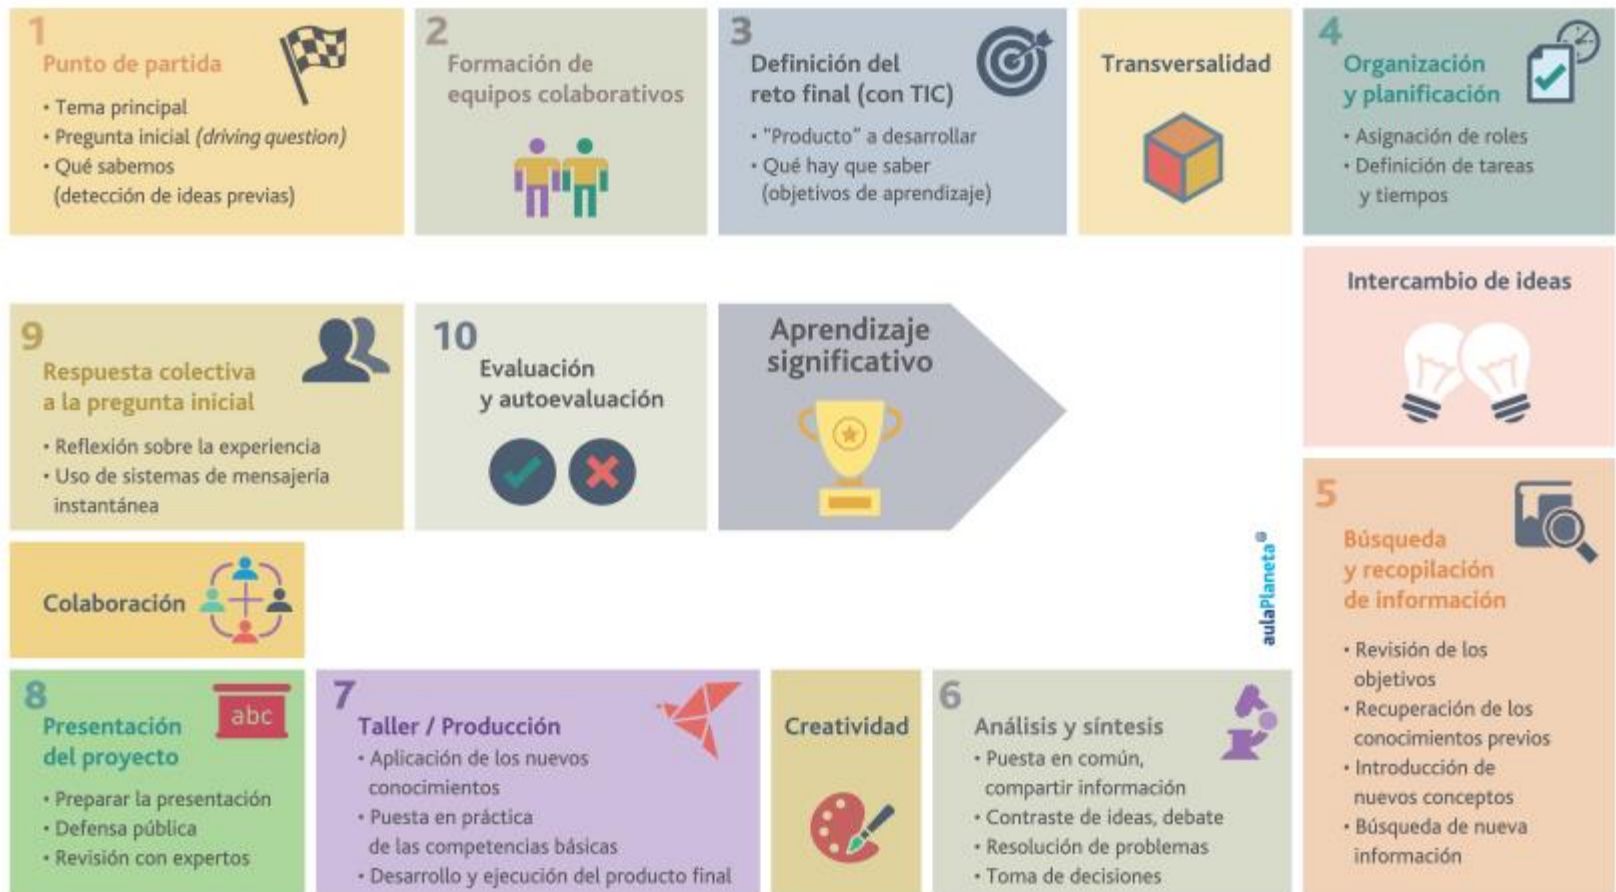 1
Punto de partida
• Tema principal
• Pregunta inicial (driving question)
• Qué sabemos
(detección de ideas previas)
2
Formación de
equipos colaborativos
3
Definición del
reto final (con TIC)
• "Producto" a desarrollar
• Qué hay que saber
(objetivos de aprendizaje)
Transversalidad
4
Organización
y planificación
• Asignación de roles
• Definición de tareas
y tiempos
Intercambio de ideas
5
Búsqueda
y recopilación
de información
• Revisión de los
objetivos
• Recuperación de los
conocimientos previos
• Introducción de
nuevos conceptos
• Búsqueda de nueva
información
6
Análisis y síntesis
• Puesta en común,
compartir información
• Contraste de ideas, debate
• Resolución de problemas
• Toma de decisiones
Creatividad
7
Taller / Producción
• Aplicación de los nuevos
conocimientos
• Puesta en práctica
de las competencias básicas
• Desarrollo y ejecución del producto final
8
abc
Presentación
del proyecto
• Preparar la presentación
• Defensa pública
• Revisión con expertos
Colaboración
9
Respuesta colectiva
a la pregunta inicial
• Reflexión sobre la experiencia
• Uso de sistemas de mensajería
instantánea
10
Evaluación
y autoevaluación
Aprendizaje
significativo
aulaPlaneta